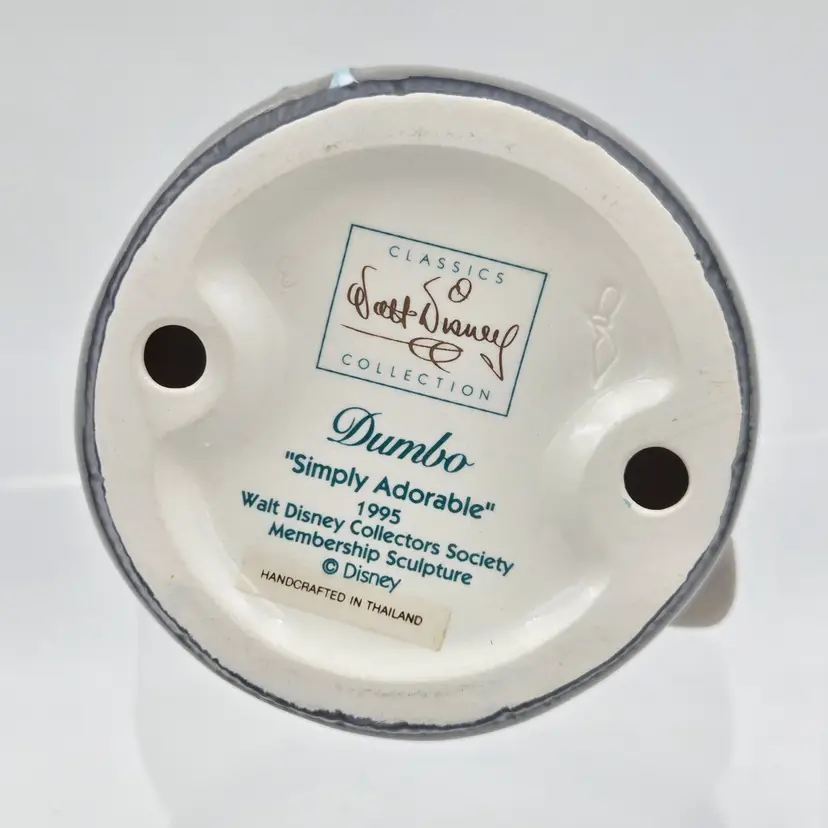 CLASSICS
Walt Disney
COLLECTION
Dumbo
"Simply Adorable"
1995
Walt Disney Collectors Society
Membership Sculpture
© Disney
HANDCRAFTED IN THAILAND